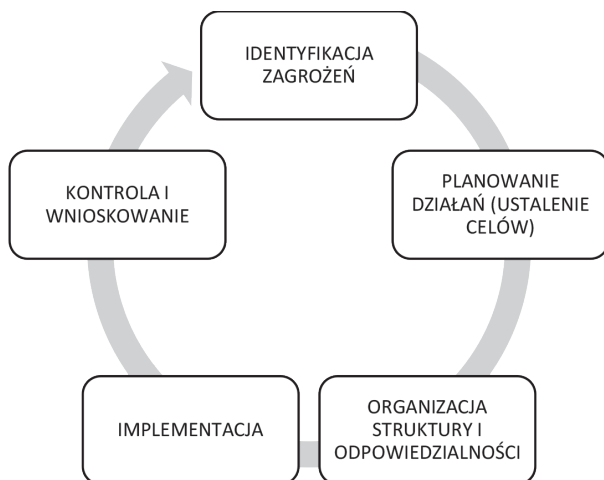 IDENTYFIKACJA
ZAGROŻEŃ
PLANOWANIE
DZIAŁAŃ (USTALENIE
CELÓW)
ORGANIZACJA
STRUKTURY I
ODPOWIEDZIALNOŚCI
IMPLEMENTACJA
KONTROLA I
WNIOSKOWANIE